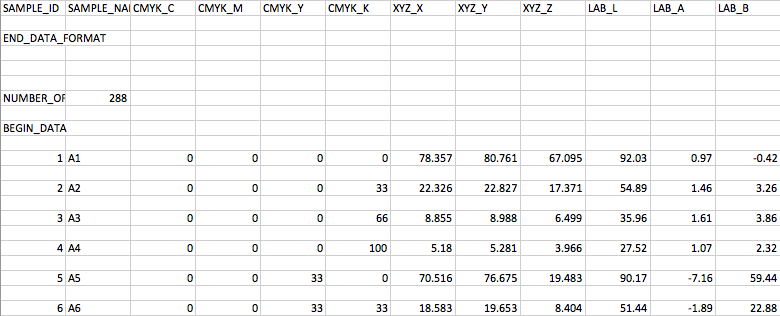 SAMPLE_ID SAMPLE_NAI CMYK_C CMYK_M CMYK_Y CMYK_K XYZ_X XYZ_Y XYZ_Z LAB_L LAB_A LAB_B
END_DATA_FORMAT
NUMBER_OF 288
BEGIN_DATA
1 A1 0 0 0 0 78.357 80.761 67.095 92.03 0.97 -0.42
2 A2 0 0 0 33 22.326 22.827 17.371 54.89 1.46 3.26
3 A3 0 0 0 66 8.855 8.988 6.499 35.96 1.61 3.86
4 A4 0 0 0 100 5.18 5.281 3.966 27.52 1.07 2.32
5 A5 0 0 33 0 70.516 76.675 19.483 90.17 -7.16 59.44
6 A6 0 0 33 33 18.583 19.653 8.404 51.44 -1.89 22.88